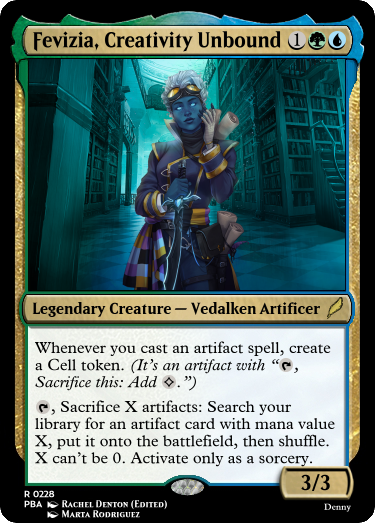 Fevizia, Creativity Unbound 1
Legendary Creature — Vedalken Artificer
Whenever you cast an artifact spell, create
a Cell token. (It's an artifact with “,
Sacrifice this: Add .”)
, Sacrifice X artifacts: Search your
library for an artifact card with mana value
X, put it onto the battlefield, then shuffle.
X can't be 0. Activate only as a sorcery.
3/3
R 0228
PBA Rachel Denton (Edited)
Marta Rodriguez
Denny